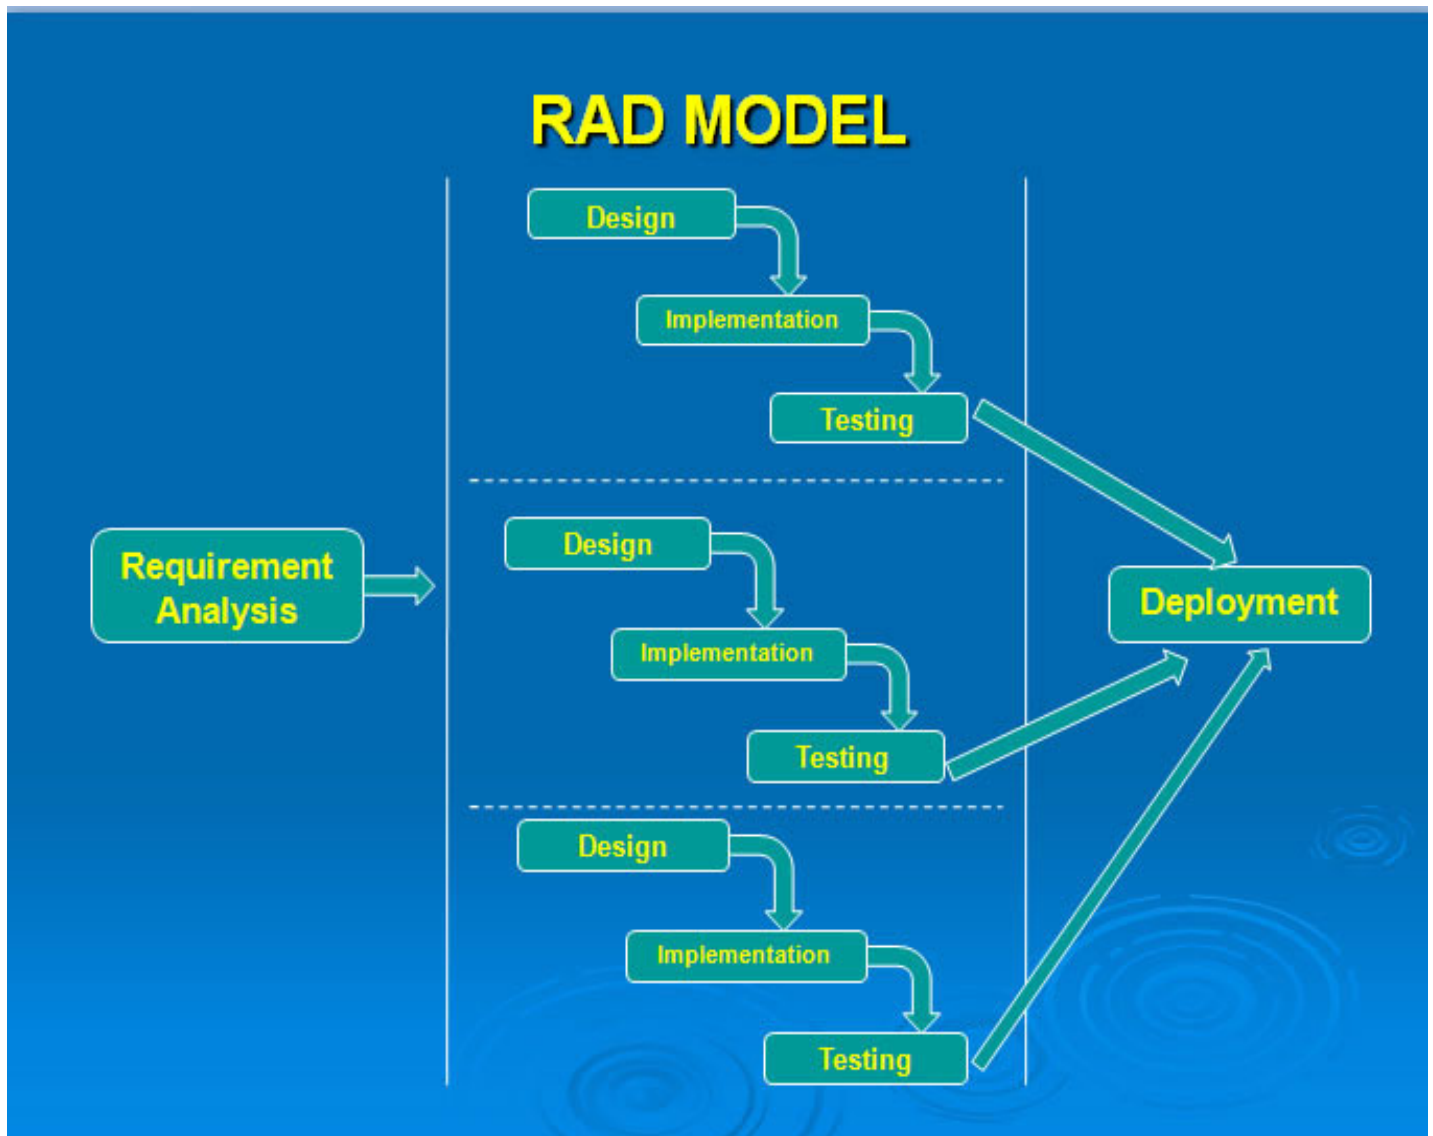 RAD MODEL
Design
Implementation
Testing
Requirement
Analysis
Design
Implementation
Testing
Deployment
Design
Implementation
Testing